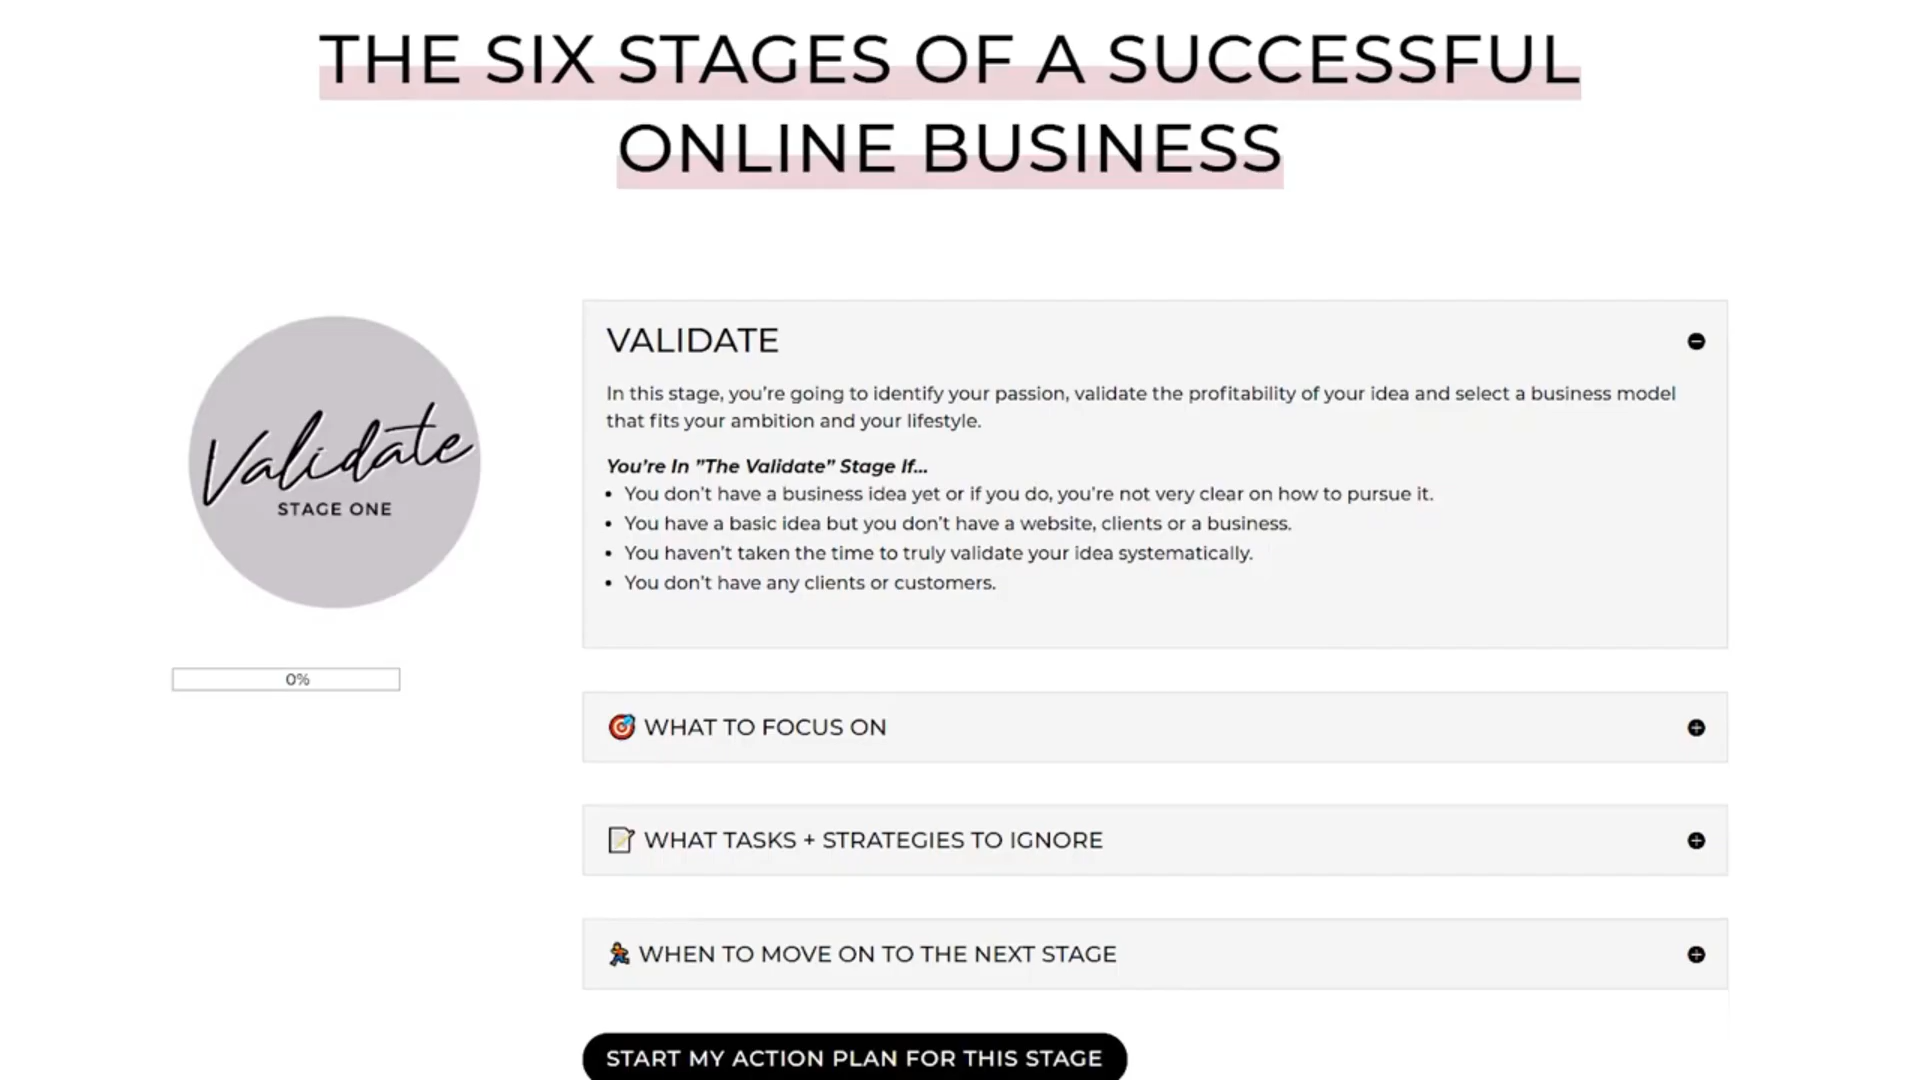 THE SIX STAGES OF A SUCCESSFUL
ONLINE BUSINESS
Validate
STAGE ONE
0%
VALIDATE
In this stage, you’re going to identify your passion, validate the profitability of your idea and select a business model
that fits your ambition and your lifestyle.
You’re In ”The Validate” Stage If...
• You don’t have a business idea yet or if you do, you’re not very clear on how to pursue it.
• You have a basic idea but you don’t have a website, clients or a business.
• You haven’t taken the time to truly validate your idea systematically.
• You don’t have any clients or customers.
🎯 WHAT TO FOCUS ON
📝 WHAT TASKS + STRATEGIES TO IGNORE
🏃 WHEN TO MOVE ON TO THE NEXT STAGE
START MY ACTION PLAN FOR THIS STAGE